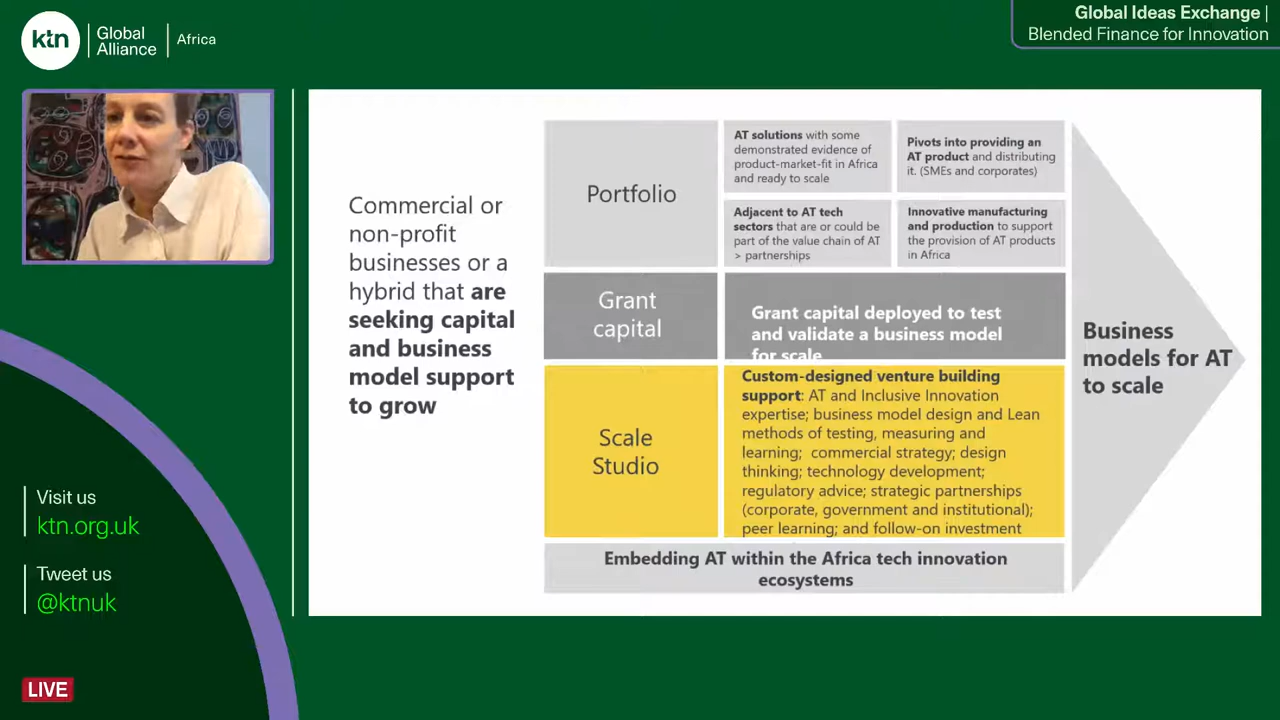 ktn
Global
Alliance
Africa
Global Ideas Exchange |
Blended Finance for Innovation
Commercial or
non-profit
businesses or a
hybrid that are
seeking capital
and business
model support
to grow
Portfolio
AT solutions with some
demonstrated evidence of
product-market-fit in Africa
and ready to scale
Pivots into providing an
AT product and distributing
it. (SMEs and corporates)
Adjacent to AT tech
sectors that are or could be
part of the value chain of AT
> partnerships
Innovative manufacturing
and production to support
the provision of AT products
in Africa
Grant
capital
Grant capital deployed to test
and validate a business model
for scale
Scale
Studio
Custom-designed venture building
support: AT and Inclusive Innovation
expertise; business model design and Lean
methods of testing, measuring and
learning; commercial strategy; design
thinking; technology development;
regulatory advice; strategic partnerships
(corporate, government and institutional);
peer learning; and follow-on investment
Embedding AT within the Africa tech innovation
ecosystems
Business
models for AT
to scale
Visit us
ktn.org.uk
Tweet us
@ktnuk
LIVE